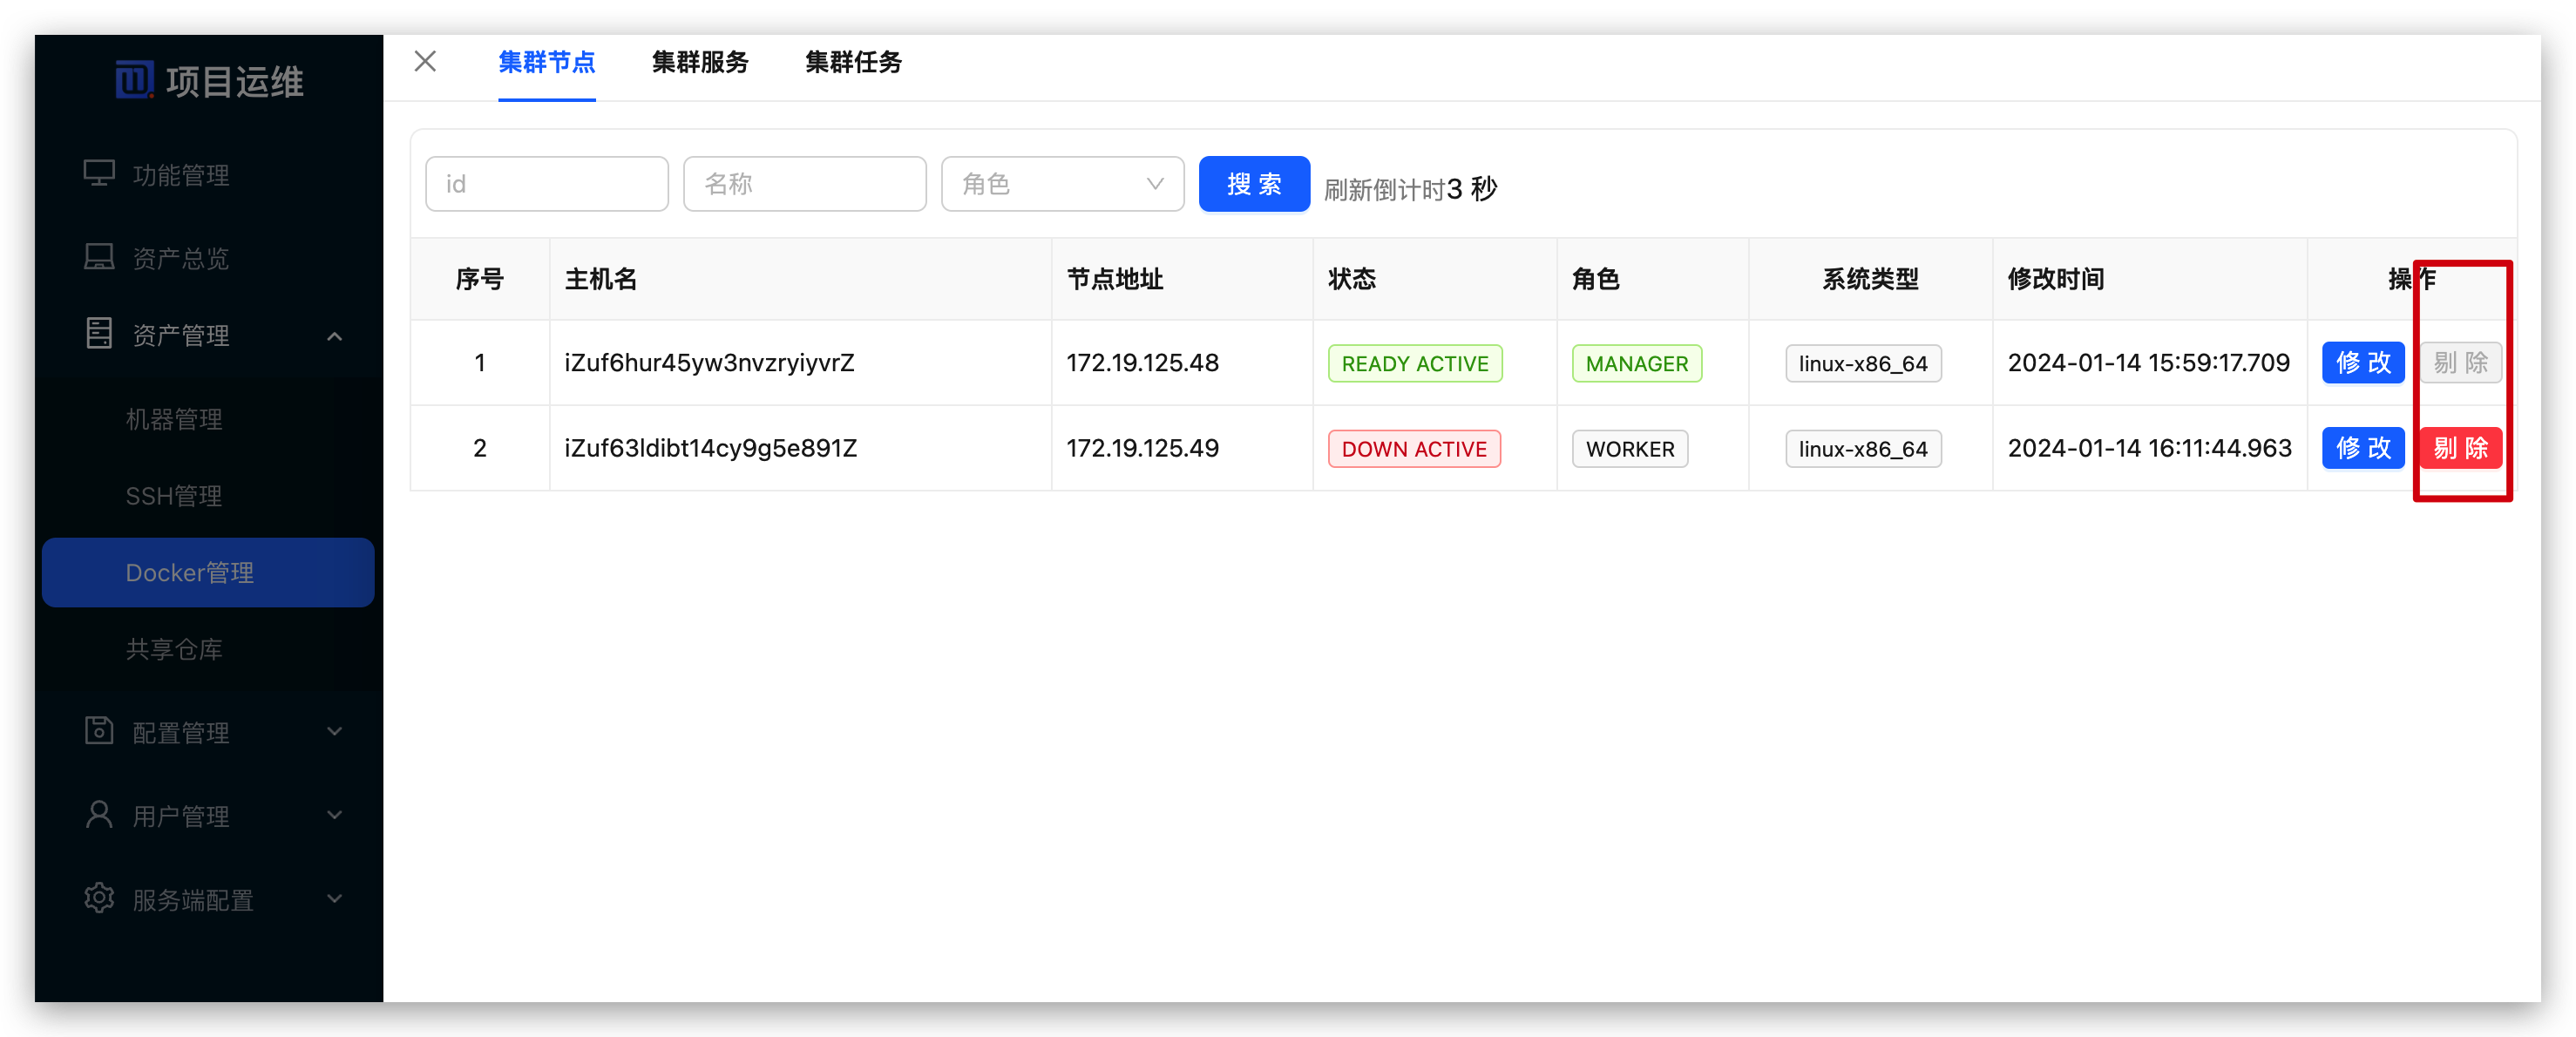 项目运维
功能管理
资产总览
资产管理
机器管理
SSH管理
Docker管理
共享仓库
配置管理
用户管理
服务端配置
集群节点 集群服务 集群任务
id 名称 角色 搜 索 刷新倒计时3 秒
序号 主机名 节点地址 状态 角色 系统类型 修改时间 操作
1 iZuf6hur45yw3nvzryiyvrZ 172.19.125.48 READY ACTIVE MANAGER linux-x86_64 2024-01-14 15:59:17.709 修 改 剔 除
2 iZuf63ldibt14cy9g5e891Z 172.19.125.49 DOWN ACTIVE WORKER linux-x86_64 2024-01-14 16:11:44.963 修 改 剔 除